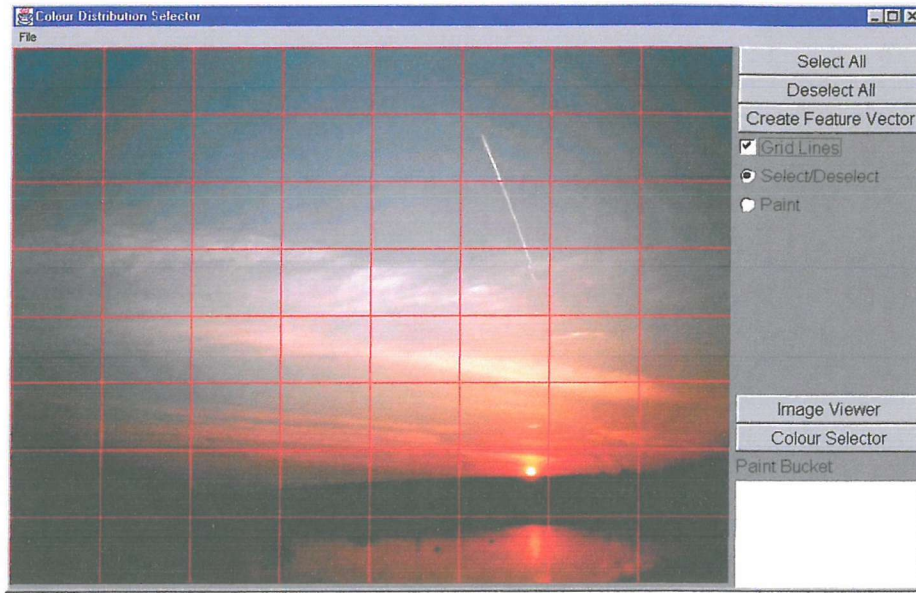 Colour Distribution Selector
File
Select All
Deselect All
Create Feature Vector
Grid Lines
Select/Deselect
Paint
Image Viewer
Colour Selector
Paint Bucket